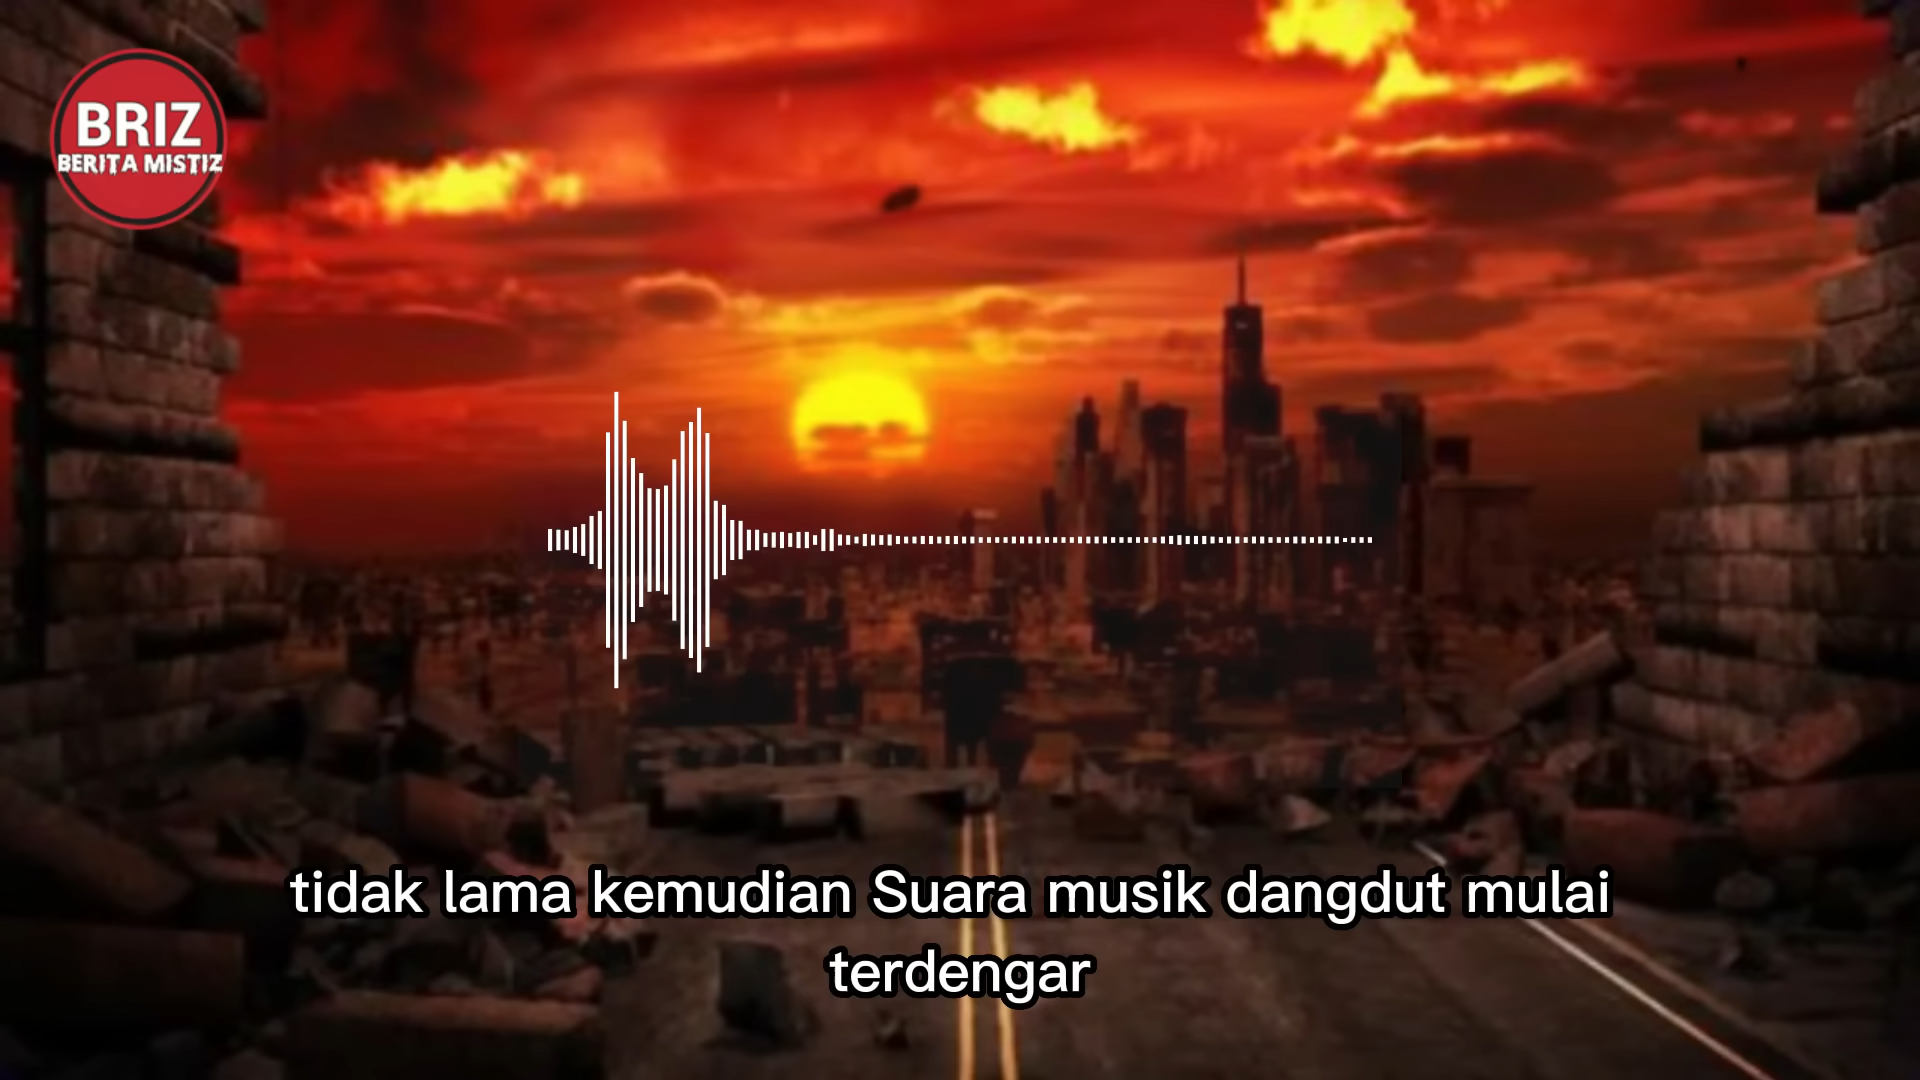 BRIZ
BERITA MISTIZ
tidak lama kemudian Suara musik dangdut mulai
terdengar